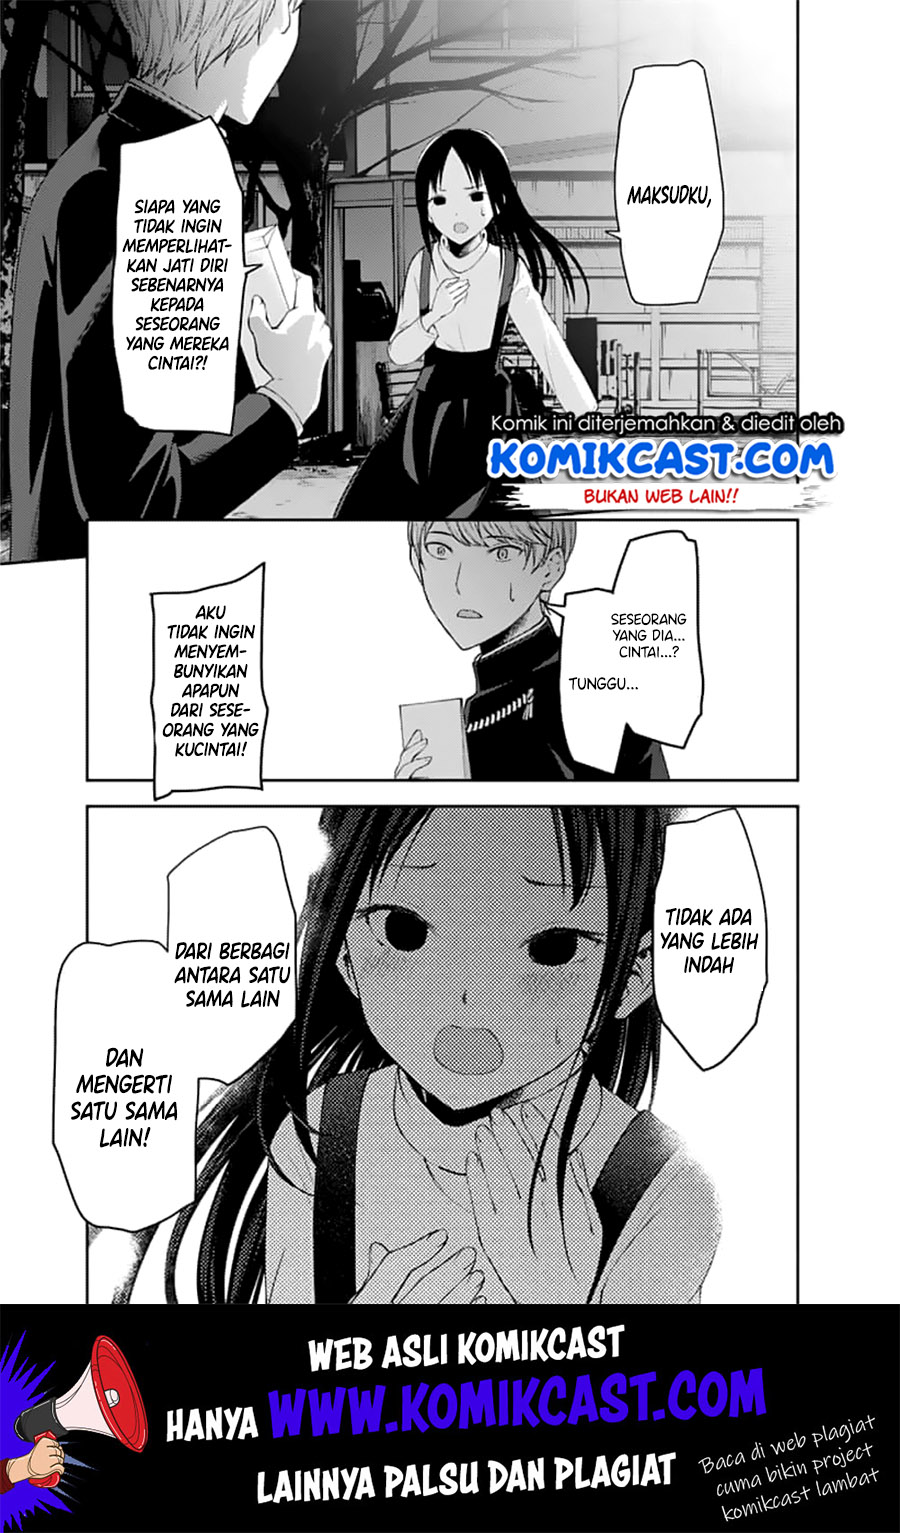 MAKSUDKU,
SIAPA YANG
TIDAK INGIN
MEMPERLIHAT-
KAN JATI DIRI
SEBENARNYA
KEPADA
SESEORANG
YANG MEREKA
CINTAI?!
Komik ini diterjemahkan & diedit oleh
KOMIKCAST.COM
BUKAN WEB LAIN!!
SESEORANG
YANG DIA...
CINTAI...?
TUNGGU...
AKU
TIDAK INGIN
MENYEM-
BUNYIKAN
APAPUN
DARI SESE-
ORANG YANG
KUCINTAI!
TIDAK ADA
YANG LEBIH
INDAH
DARI BERBAGI
ANTARA SATU
SAMA LAIN
DAN
MENGERTI
SATU SAMA
LAIN!
WEB ASLI KOMIKCAST
HANYA WWW.KOMIKCAST.COM
LAINNYA PALSU DAN PLAGIAT
Baca di web plagiat
cuma bikin project
komikcast lambat